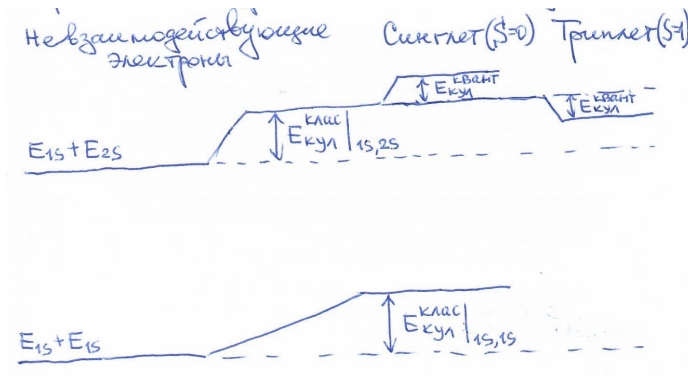 Невзаимодействующие Синглет(S=0) Триплет(S=1)
электроны
E квант кул
E1S+E2S E клас кул | 1S,2S E квант кул
E1S+E1S E клас кул | 1S,1S